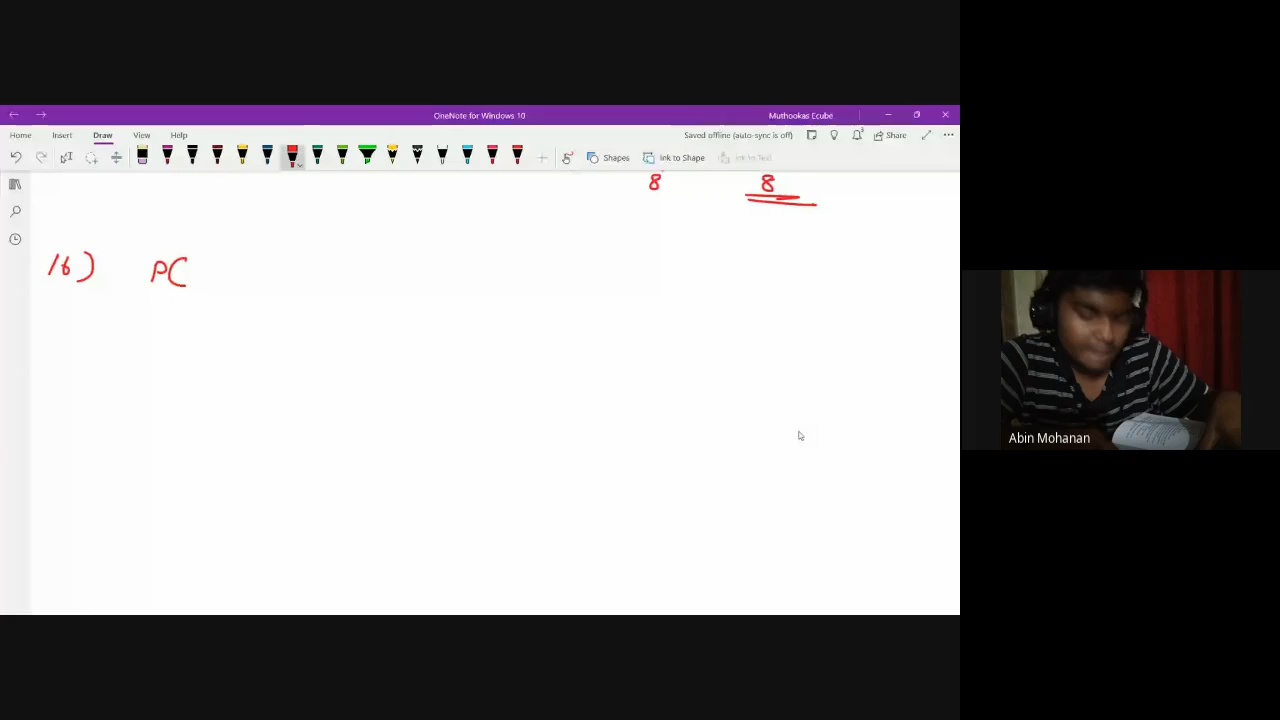 OneNote for Windows 10
Muthookas Ecube
Home Insert Draw View Help
Saved offline (auto-sync is off)
Share
Shapes
Ink to Shape
Ink to Text
8 8
16) P(
Abin Mohanan